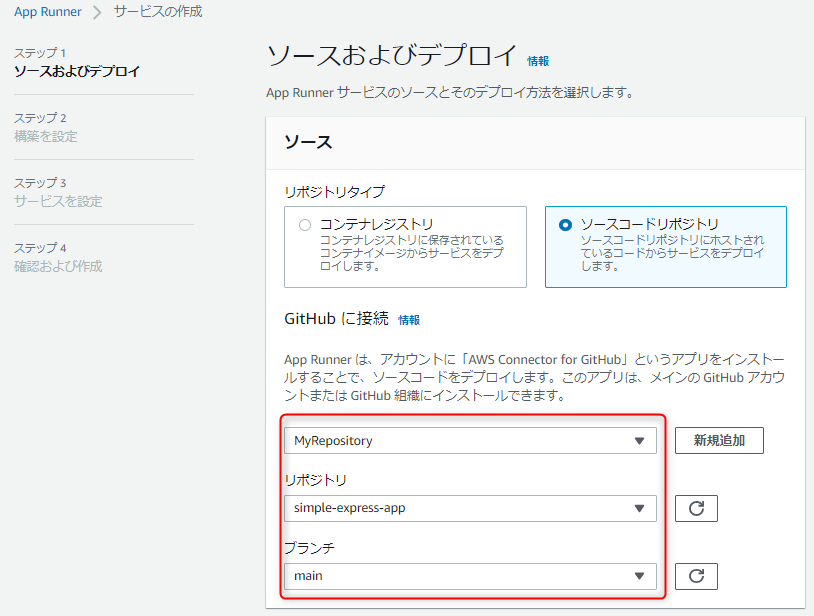 App Runner > サービスの作成
ステップ 1
ソースおよびデプロイ
ステップ 2
構築を設定
ステップ 3
サービスを設定
ステップ 4
確認および作成
ソースおよびデプロイ 情報
App Runner サービスのソースとそのデプロイ方法を選択します。
ソース
リポジトリタイプ
コンテナレジストリ
コンテナレジストリに保存されている
コンテナイメージからサービスをデプ
ロイします。
ソースコードリポジトリ
ソースコードリポジトリにホストされ
ているコードからサービスをデプロイ
します。
GitHub に接続 情報
App Runner は、アカウントに「AWS Connector for GitHub」というアプリをインストー
ルすることで、ソースコードをデプロイします。このアプリは、メインの GitHub アカウ
ントまたは GitHub 組織にインストールできます。
MyRepository
新規追加
リポジトリ
simple-express-app
ブランチ
main